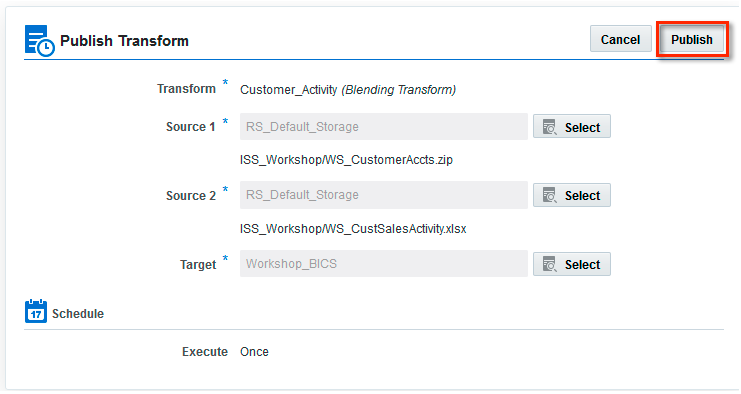 Publish Transform
Cancel
Publish
Transform * Customer_Activity (Blending Transform)
Source 1 * RS_Default_Storage Select
ISS_Workshop/WS_CustomerAccts.zip
Source 2 * RS_Default_Storage Select
ISS_Workshop/WS_CustSalesActivity.xlsx
Target * Workshop_BICS Select
17 Schedule
Execute Once